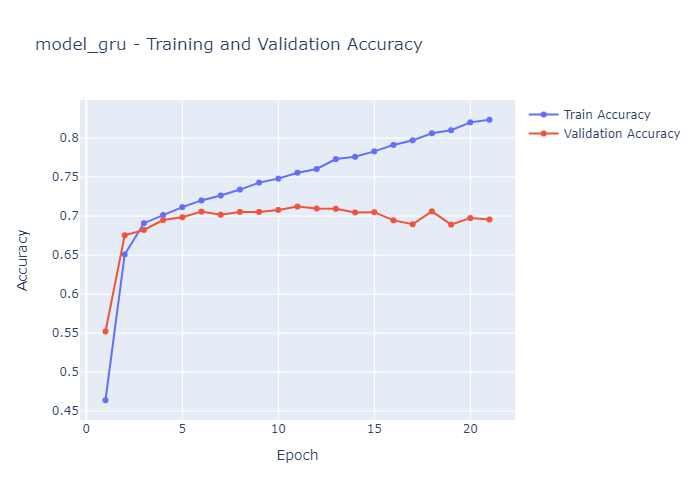 model_gru - Training and Validation Accuracy
Train Accuracy
Validation Accuracy
0.8
0.75
0.7
0.65
0.6
0.55
0.5
0.45
Accuracy
0 5 10 15 20
Epoch